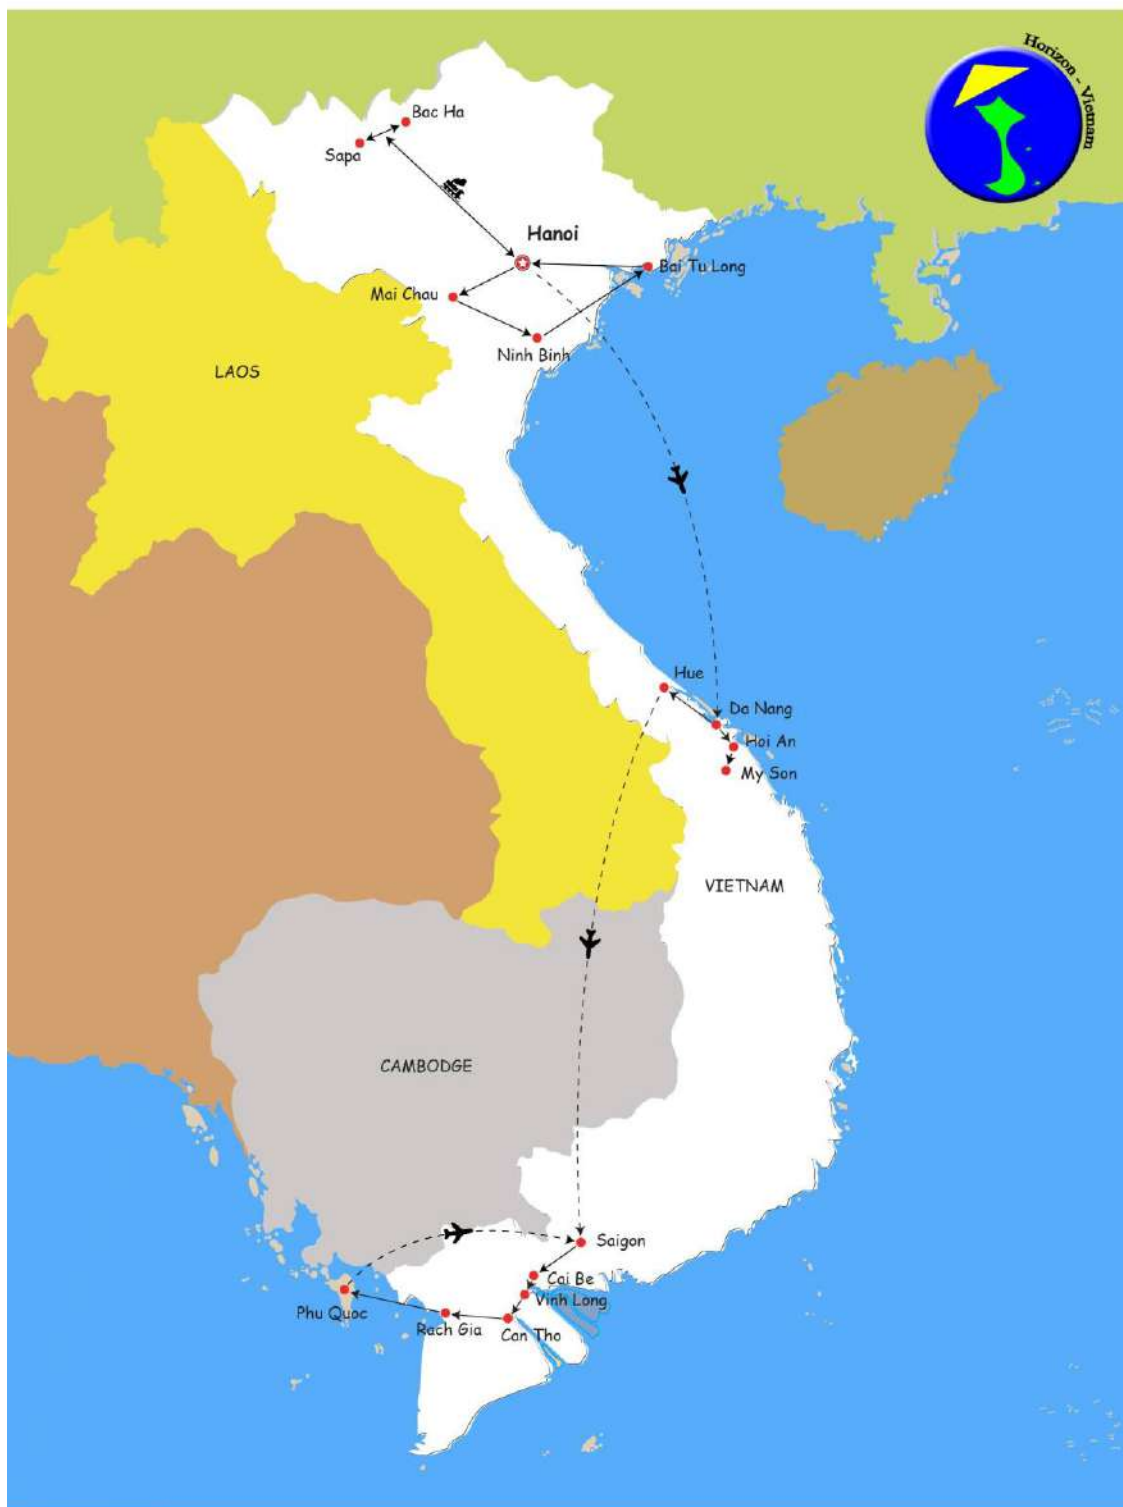 Horizon - Vietnam
Bac Ha
Sapa
Hanoi
Bai Tu Long
Mai Chau
Ninh Binh
LAOS
Hue
Da Nang
Hoi An
My Son
VIETNAM
CAMBODGE
Saigon
Cai Be
Vinh Long
Phu Quoc
Rach Gia
Can Tho